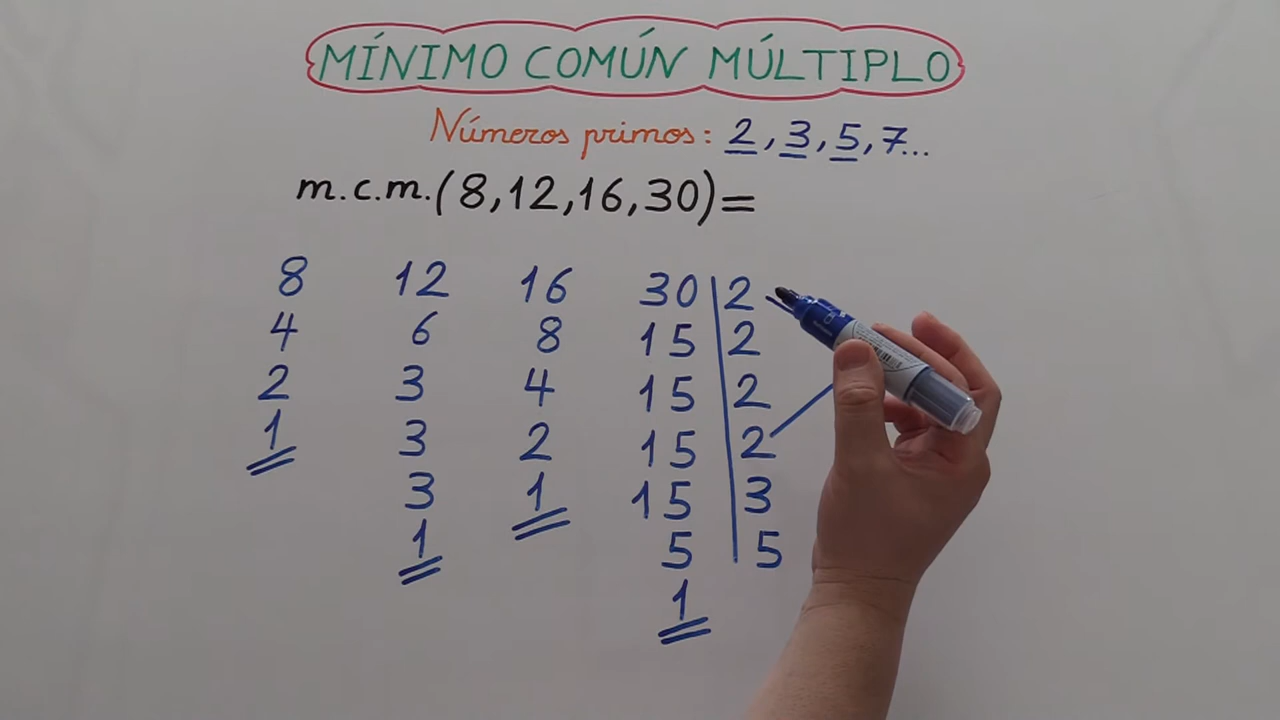 MÍNIMO COMÚN MÚLTIPLO
Números primos: 2, 3, 5, 7...
m.c.m.(8,12,16,30)=
8 12 16 30 2
4 6 8 15 2
2 3 4 15 2
1 3 2 15 2
3 1 15 3
1 5 5
1